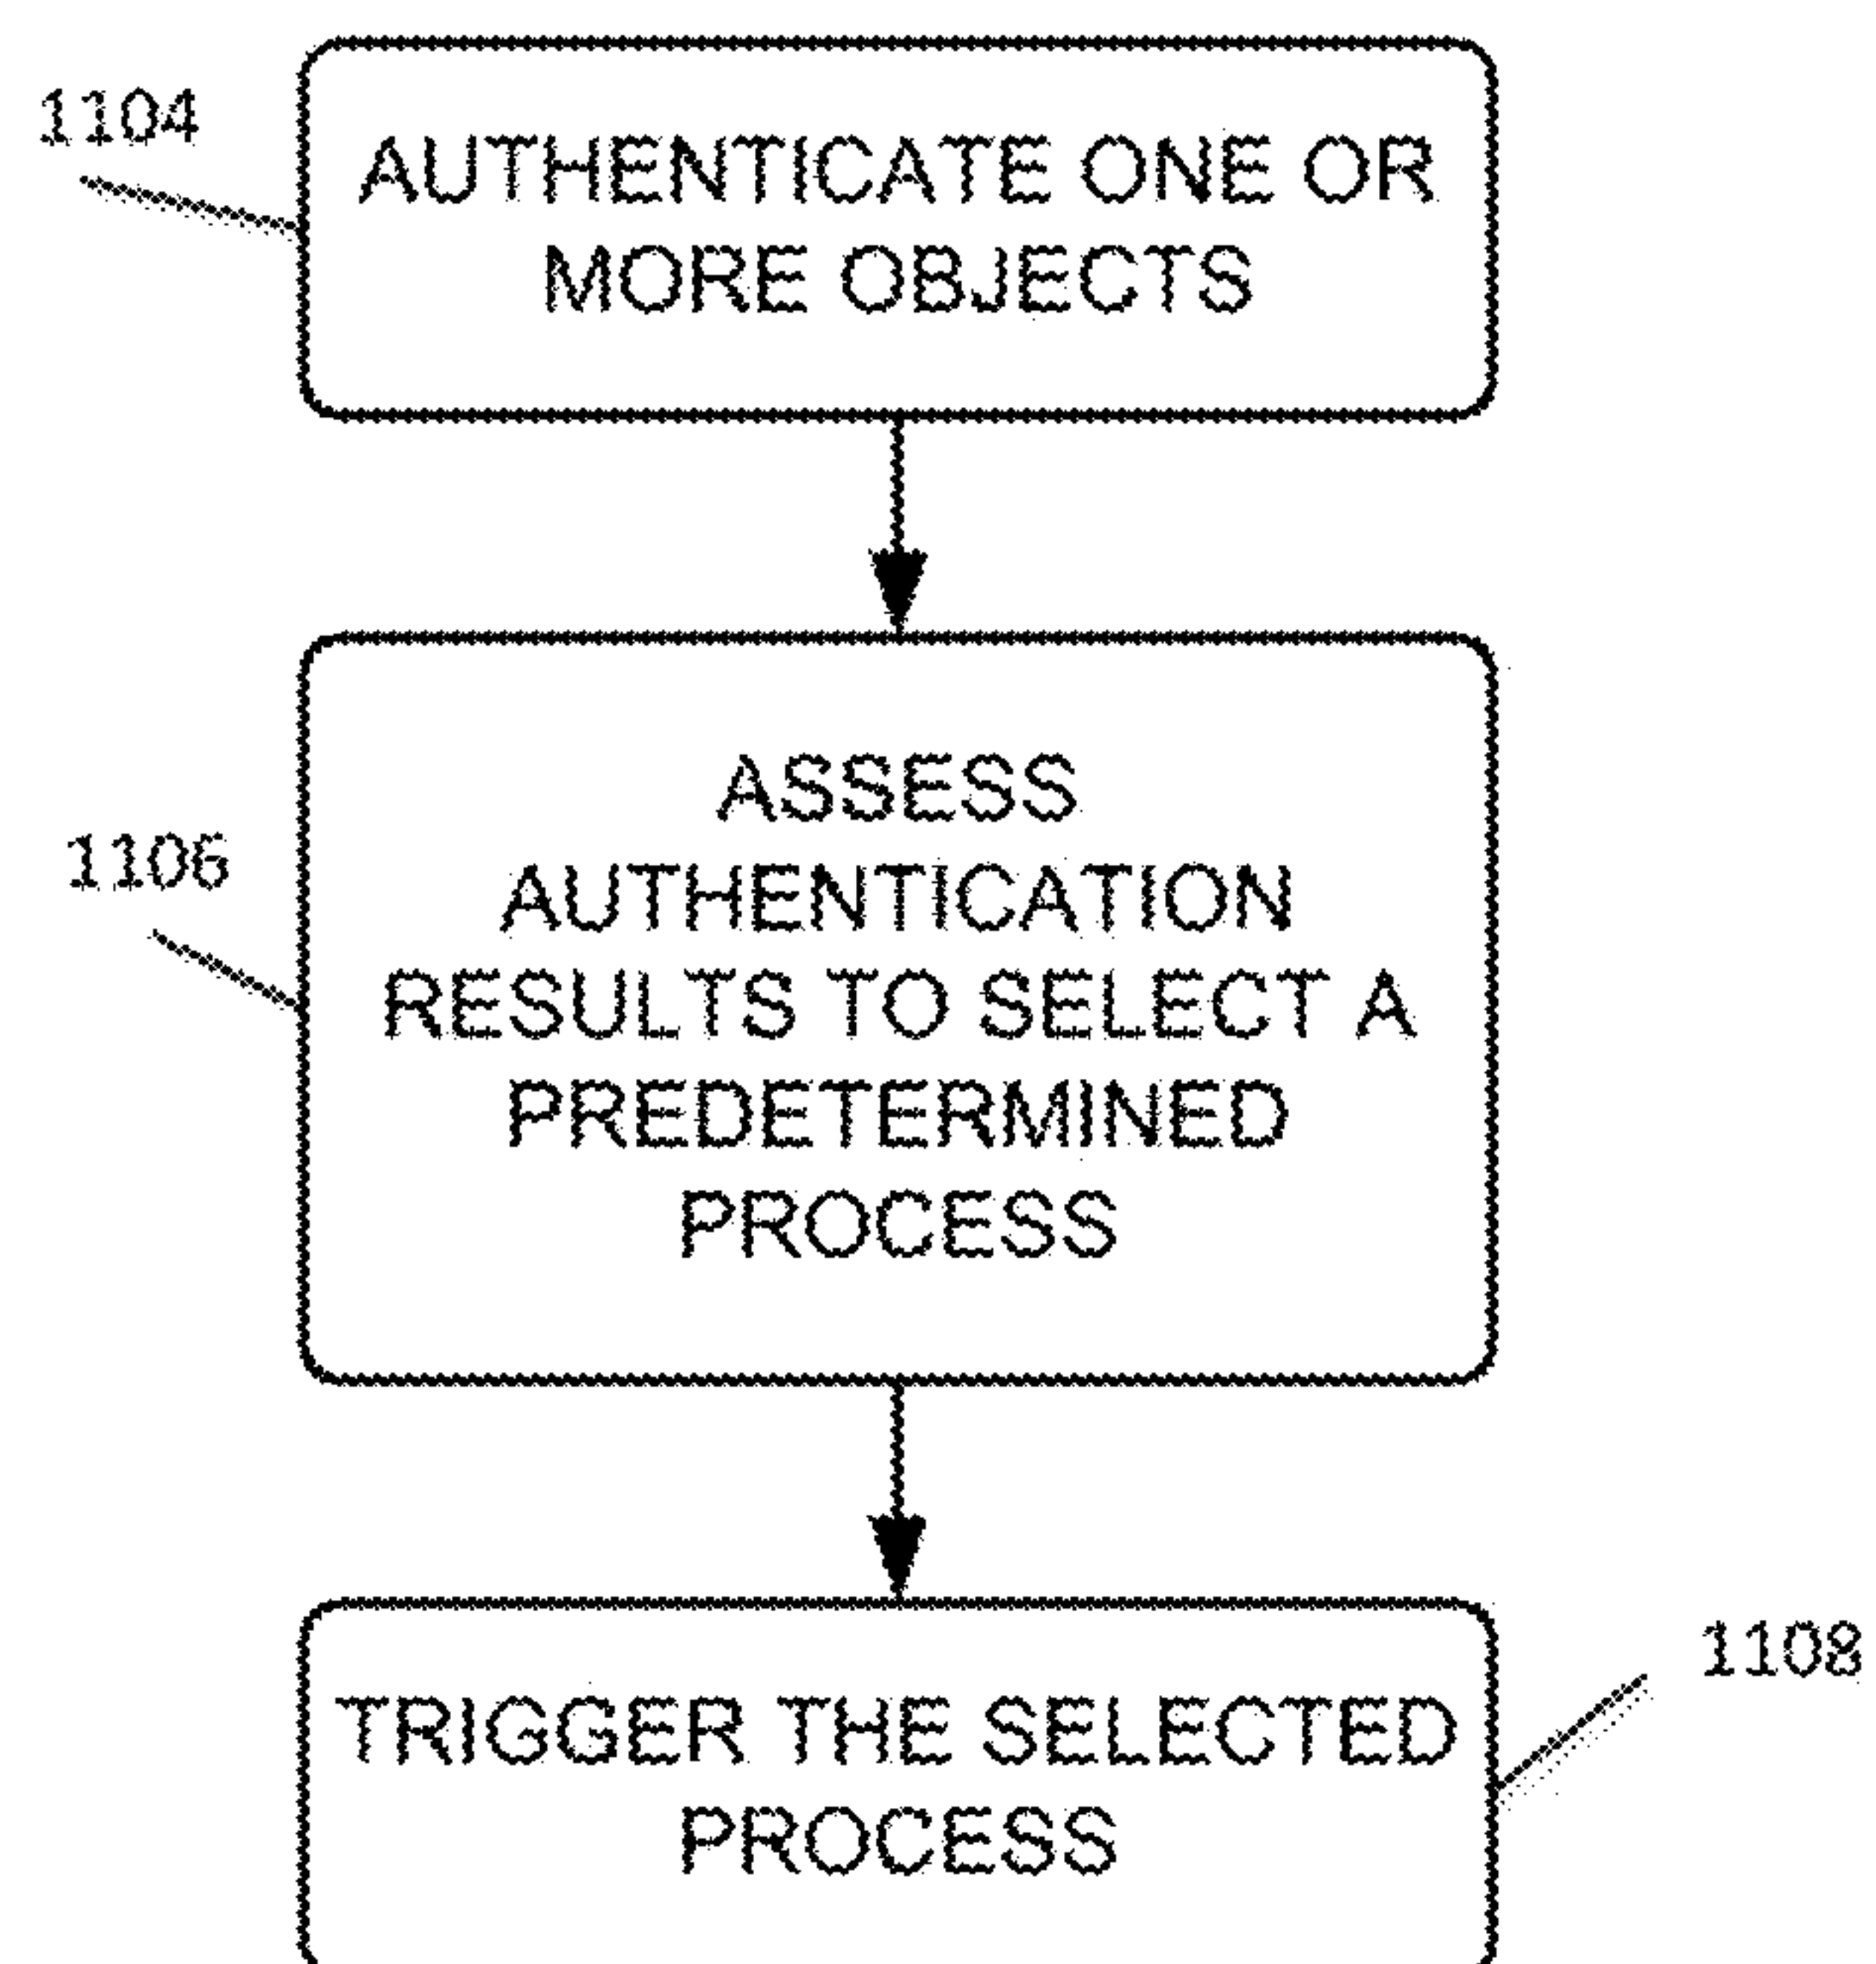 1104
AUTHENTICATE ONE OR
MORE OBJECTS
1106
ASSESS
AUTHENTICATION
RESULTS TO SELECT A
PREDETERMINED
PROCESS
1108
TRIGGER THE SELECTED
PROCESS